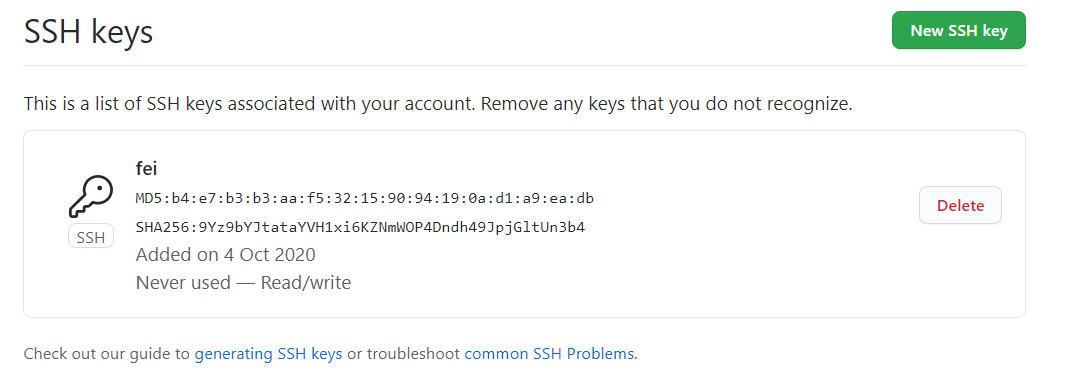 SSH keys
New SSH key
This is a list of SSH keys associated with your account. Remove any keys that you do not recognize.
fei
MD5:b4:e7:b3:b3:aa:f5:32:15:90:94:19:0a:d1:a9:ea:db
SHA256:9Yz9bYJtataYVH1xi6KZNmWOP4Dndh49JpjGltUn3b4
SSH
Added on 4 Oct 2020
Never used — Read/write
Delete
Check out our guide to generating SSH keys or troubleshoot common SSH Problems.